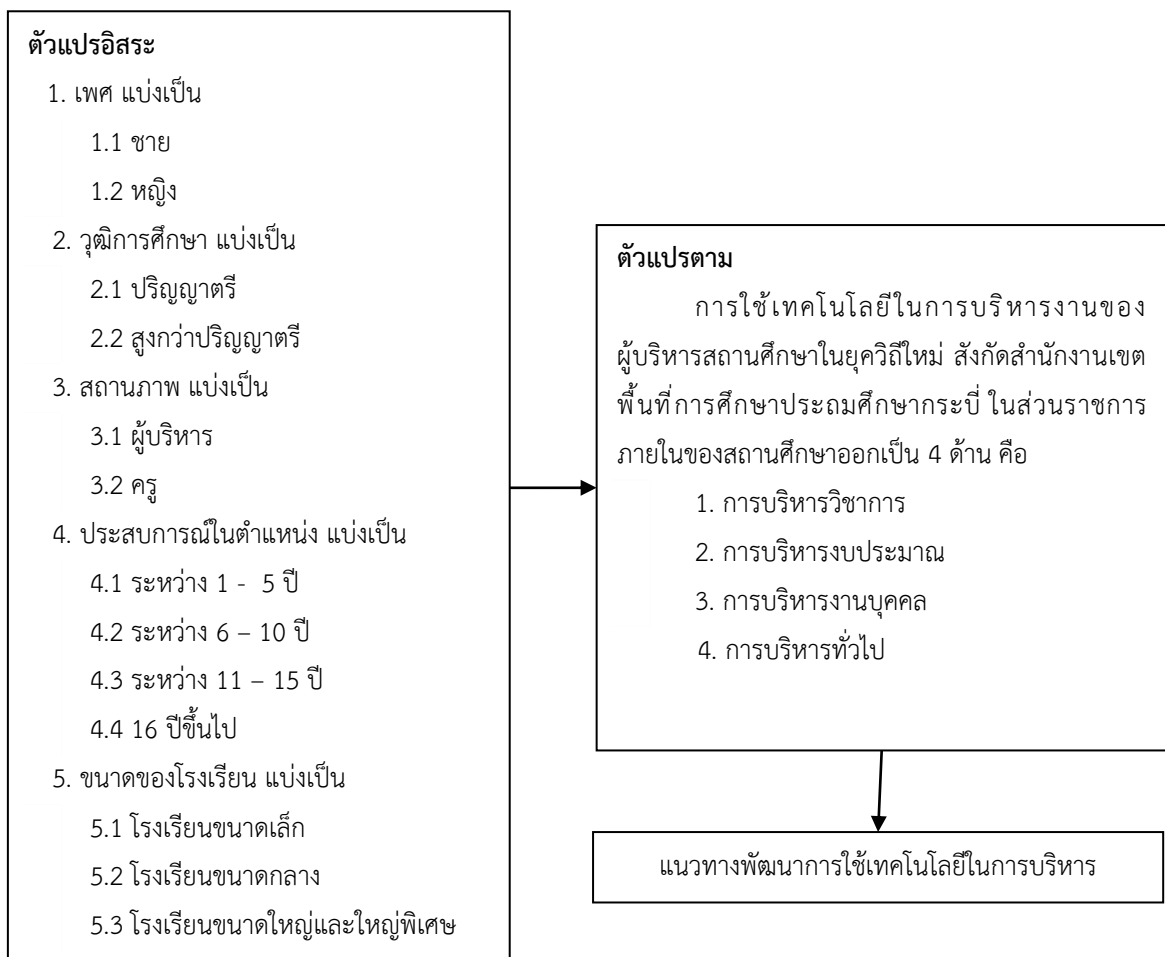 ตัวแปรอิสระ
1. เพศ แบ่งเป็น
1.1 ชาย
1.2 หญิง
2. วุฒิการศึกษา แบ่งเป็น
2.1 ปริญญาตรี
2.2 สูงกว่าปริญญาตรี
3. สถานภาพ แบ่งเป็น
3.1 ผู้บริหาร
3.2 ครู
4. ประสบการณ์ในตำแหน่ง แบ่งเป็น
4.1 ระหว่าง 1 - 5 ปี
4.2 ระหว่าง 6 – 10 ปี
4.3 ระหว่าง 11 – 15 ปี
4.4 16 ปีขึ้นไป
5. ขนาดของโรงเรียน แบ่งเป็น
5.1 โรงเรียนขนาดเล็ก
5.2 โรงเรียนขนาดกลาง
5.3 โรงเรียนขนาดใหญ่และใหญ่พิเศษ
ตัวแปรตาม
การใช้เทคโนโลยีในการบริหารงานของ
ผู้บริหารสถานศึกษาในยุควิถีใหม่ สังกัดสำนักงานเขต
พื้นที่การศึกษาประถมศึกษากระบี่ ในส่วนราชการ
ภายในของสถานศึกษาออกเป็น 4 ด้าน คือ
1. การบริหารวิชาการ
2. การบริหารงบประมาณ
3. การบริหารงานบุคคล
4. การบริหารทั่วไป
แนวทางพัฒนาการใช้เทคโนโลยีในการบริหาร